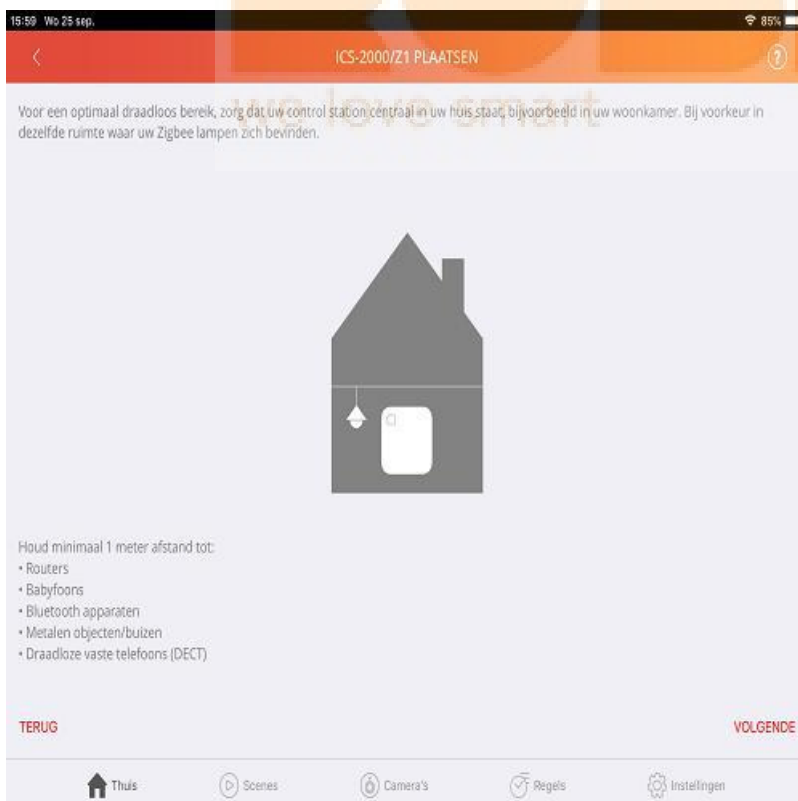 15:59 Wo 25 sep.
85%
ICS-2000/Z1 PLAATSEN
?
we love smart
Voor een optimaal draadloos bereik, zorg dat uw control station centraal in uw huis staat, bijvoorbeeld in uw woonkamer. Bij voorkeur in
dezelfde ruimte waar uw Zigbee lampen zich bevinden.
Houd minimaal 1 meter afstand tot:
• Routers
• Babyfoons
• Bluetooth apparaten
• Metalen objecten/buizen
• Draadloze vaste telefoons (DECT)
TERUG
VOLGENDE
Thuis
Scenes
Camera's
Regels
Instellingen